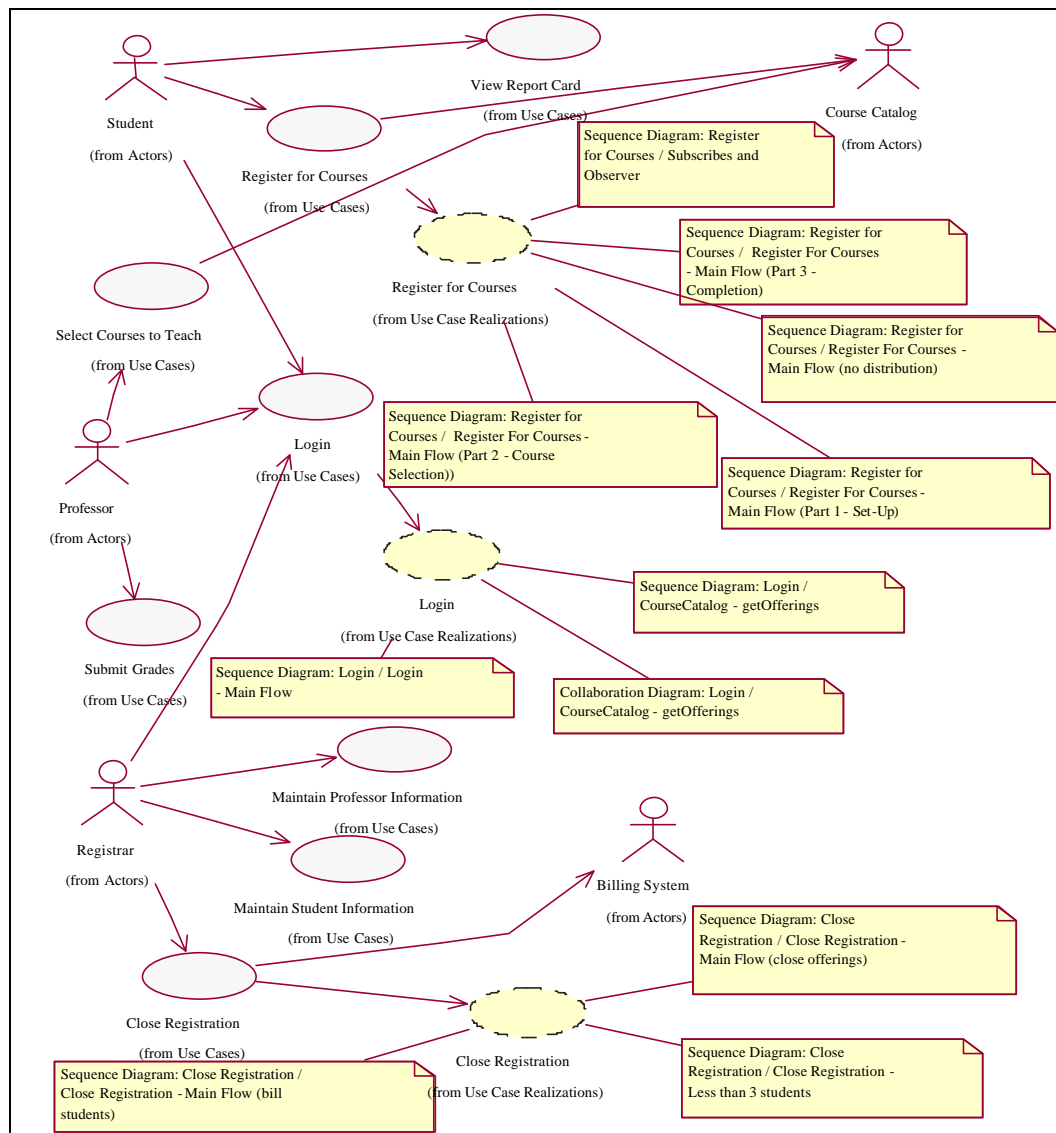 View Report Card
(from Use Cases)
Student
(from Actors)
Course Catalog
(from Actors)
Register for Courses
(from Use Cases)
Sequence Diagram: Register
for Courses / Subscribes and
Observer
Register for Courses
(from Use Case Realizations)
Sequence Diagram: Register for
Courses /  Register For Courses
- Main Flow (Part 3 -
Completion)
Select Courses to Teach
(from Use Cases)
Sequence Diagram: Register for
Courses / Register For Courses -
Main Flow (no distribution)
Login
(from Use Cases)
Sequence Diagram: Register for
Courses /  Register For Courses -
Main Flow (Part 2 - Course
Selection))
Sequence Diagram: Register for
Courses / Register For Courses -
Main Flow (Part 1 - Set-Up)
Professor
(from Actors)
Login
(from Use Case Realizations)
Sequence Diagram: Login /
CourseCatalog - getOfferings
Submit Grades
(from Use Cases)
Sequence Diagram: Login / Login
- Main Flow
Collaboration Diagram: Login /
CourseCatalog - getOfferings
Maintain Professor Information
(from Use Cases)
Registrar
(from Actors)
Maintain Student Information
(from Use Cases)
Billing System
(from Actors)
Sequence Diagram: Close
Registration / Close Registration -
Main Flow (close offerings)
Close Registration
(from Use Cases)
Close Registration
(from Use Case Realizations)
Sequence Diagram: Close
Registration / Close Registration -
Less than 3 students
Sequence Diagram: Close Registration /
Close Registration - Main Flow (bill
students)